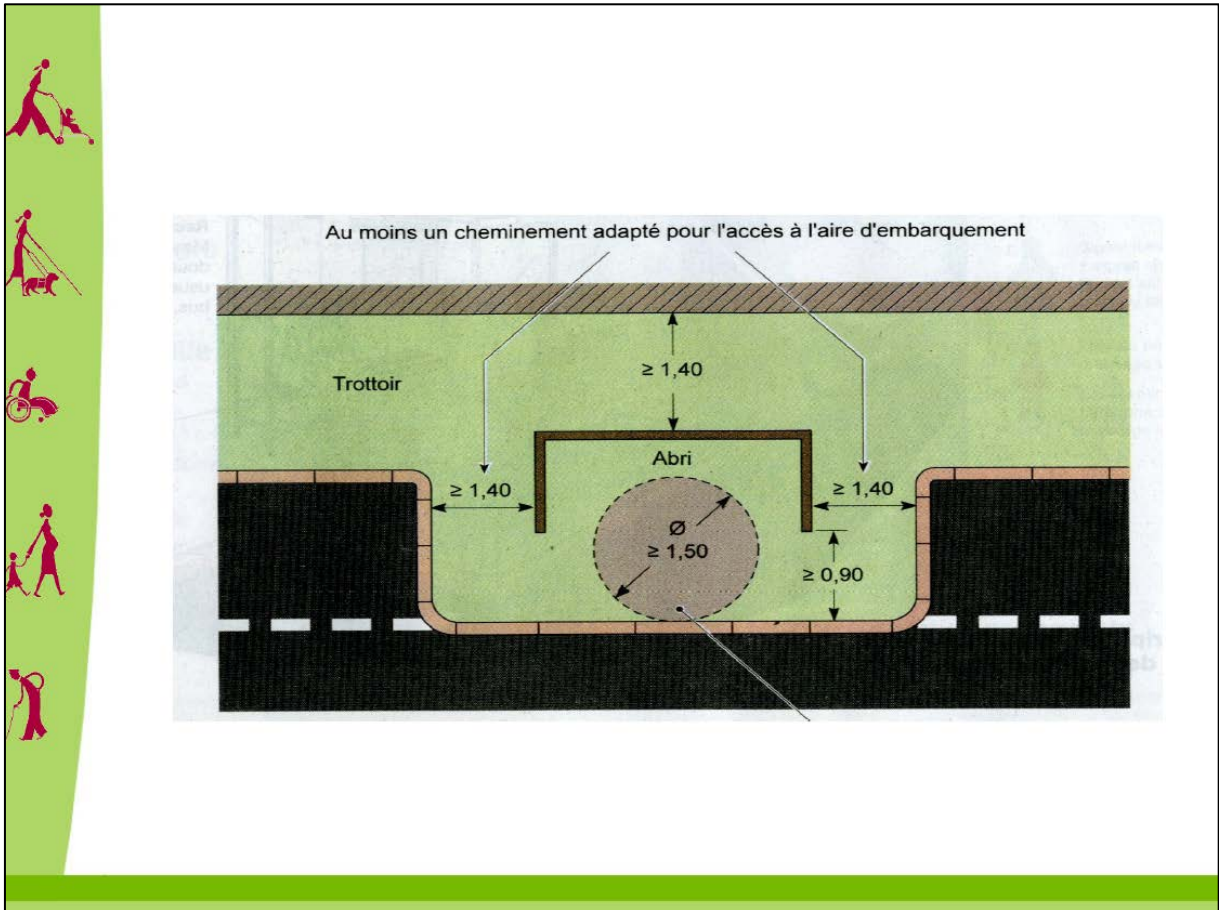 Au moins un cheminement adapté pour l'accès à l'aire d'embarquement
≥ 1,40
Trottoir
Abri
≥ 1,40
≥ 1,40
Ø
≥ 1,50
≥ 0,90